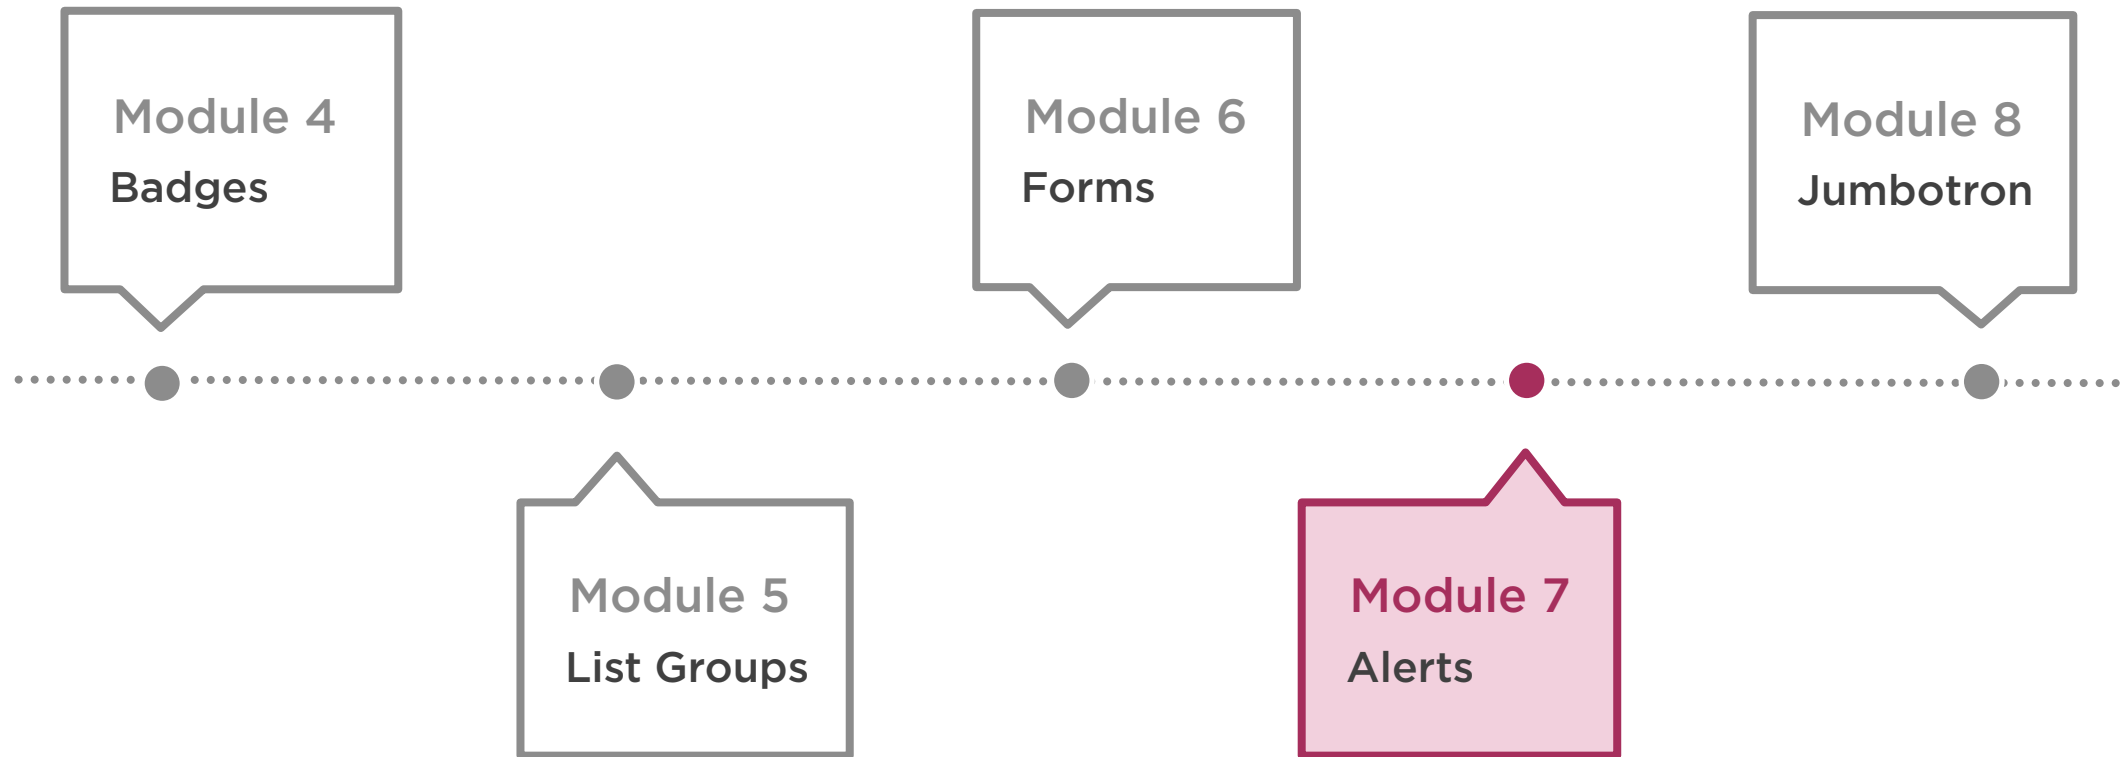 Module 4
Badges
Module 5
List Groups
Module 6
Forms
Module 7
Alerts
Module 8
Jumbotron